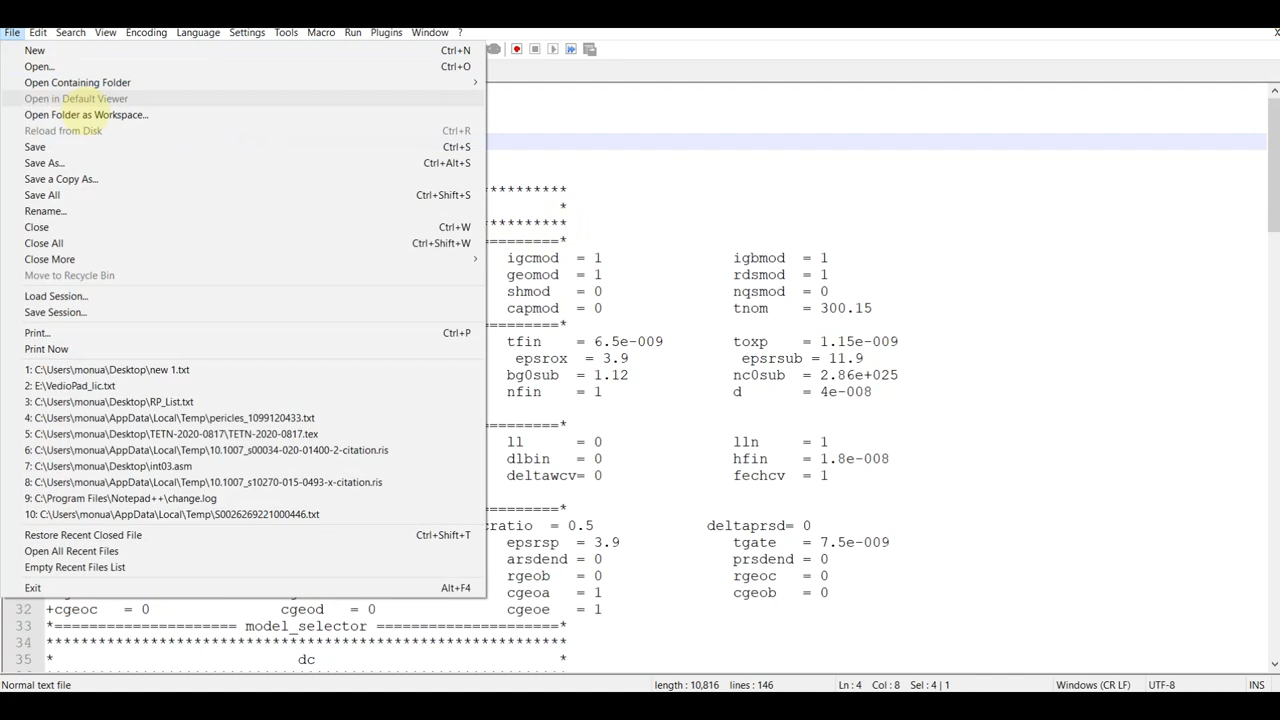 File Edit Search View Encoding Language Settings Tools Macro Run Plugins Window ?
New Ctrl+N
Open... Ctrl+O
Open Containing Folder
Open in Default Viewer
Open Folder as Workspace...
Reload from Disk Ctrl+R
Save Ctrl+S
Save As... Ctrl+Alt+S
Save a Copy As...
Save All Ctrl+Shift+S
Rename...
Close Ctrl+W
Close All Ctrl+Shift+W
Close More
Move to Recycle Bin
Load Session...
Save Session...
Print... Ctrl+P
Print Now
1: C:\Users\monua\Desktop\new 1.txt
2: E:\VedioPad_lic.txt
3: C:\Users\monua\Desktop\RP_List.txt
4: C:\Users\monua\AppData\Local\Temp\pericles_1099120433.txt
5: C:\Users\monua\Desktop\TETN-2020-0817\TETN-2020-0817.tex
6: C:\Users\monua\AppData\Local\Temp\10.1007_s00034-020-01400-2-citation.ris
7: C:\Users\monua\Desktop\int03.asm
8: C:\Users\monua\AppData\Local\Temp\10.1007_s10270-015-0493-x-citation.ris
9: C:\Program Files\Notepad++\change.log
10: C:\Users\monua\AppData\Local\Temp\S0026269221000446.txt
Restore Recent Closed File Ctrl+Shift+T
Open All Recent Files
Empty Recent Files List
Exit Alt+F4
**********
*
**********
========*
igcmod = 1 igbmod = 1
geomod = 1 rdsmod = 1
shmod = 0 nqsmod = 0
capmod = 0 tnom = 300.15
========*
tfin = 6.5e-009 toxp = 1.15e-009
epsrox = 3.9 epsrsub = 11.9
bg0sub = 1.12 nc0sub = 2.86e+025
nfin = 1 d = 4e-008
========*
ll = 0 lln = 1
dlbin = 0 hfin = 1.8e-008
deltawcv= 0 fechcv = 1
========*
cratio = 0.5 deltaprsd= 0
epsrsp = 3.9 tgate = 7.5e-009
arsdend = 0 prsdend = 0
rgeob = 0 rgeoc = 0
cgeoa = 1 cgeob = 0
32 +cgeoc = 0 cgeod = 0 cgeoe = 1
33 *===================== model_selector ===================*
34 *********************************************
35 * dc *
Normal text file length : 10,816 lines : 146 Ln : 4 Col : 8 Sel : 4 | 1 Windows (CR LF) UTF-8 INS